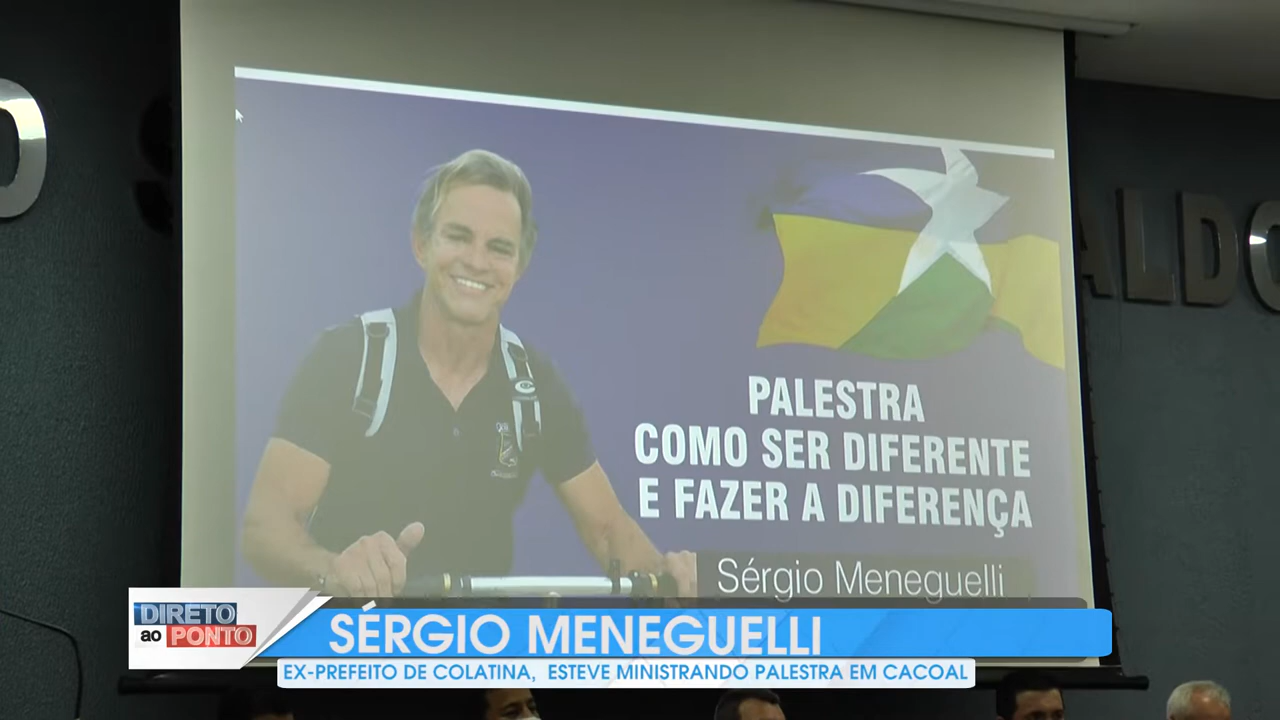 PALESTRA
COMO SER DIFERENTE
E FAZER A DIFERENÇA
Sérgio Meneguelli
DIRETO
ao PONTO
SÉRGIO MENEGUELLI
EX-PREFEITO DE COLATINA, ESTEVE MINISTRANDO PALESTRA EM CACOAL